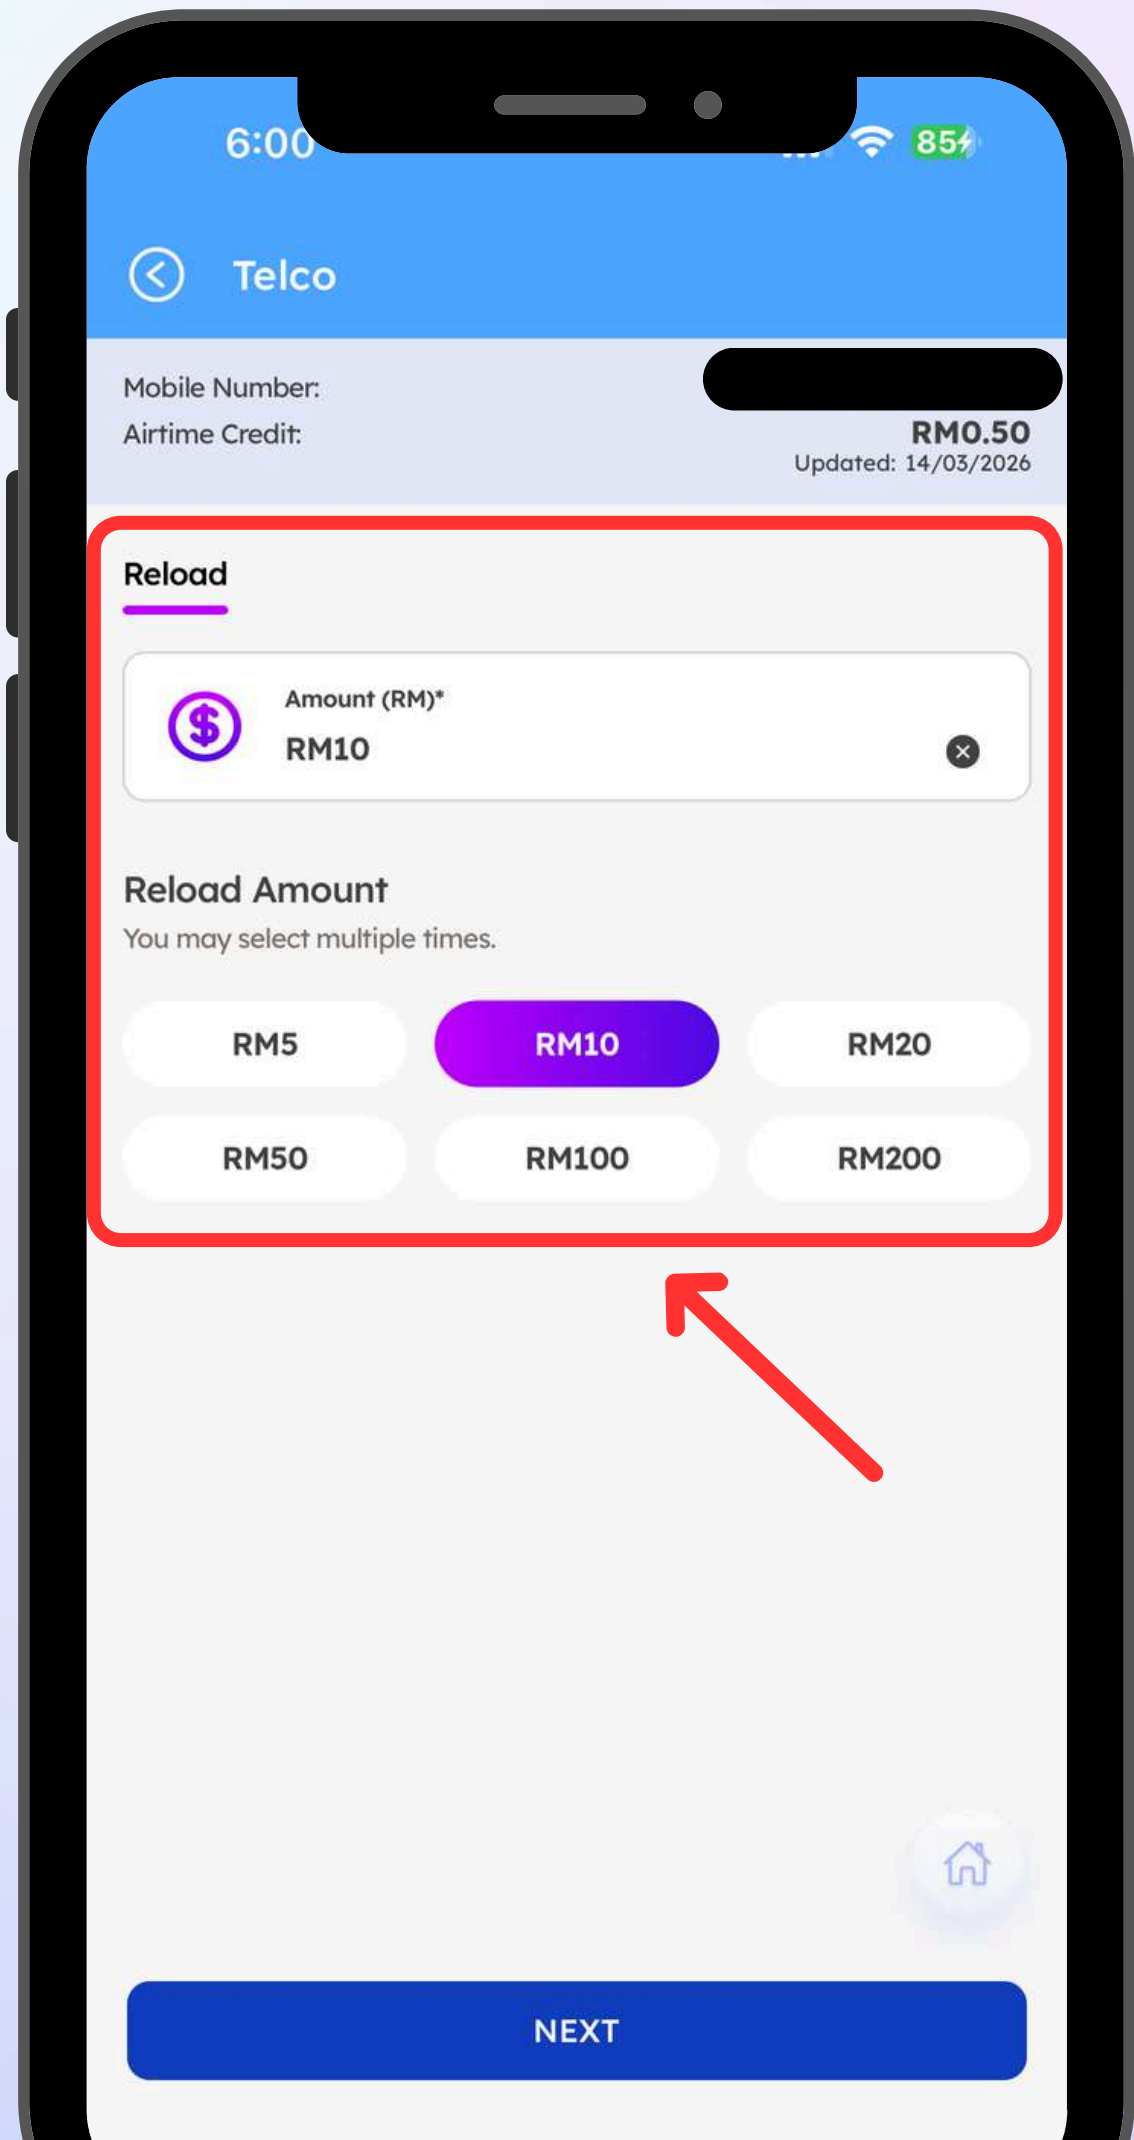 6:00
85
Telco
Mobile Number:
Airtime Credit:
RM0.50
Updated: 14/03/2026
Reload
Amount (RM)*
RM10
Reload Amount
You may select multiple times.
RM5
RM10
RM20
RM50
RM100
RM200
NEXT